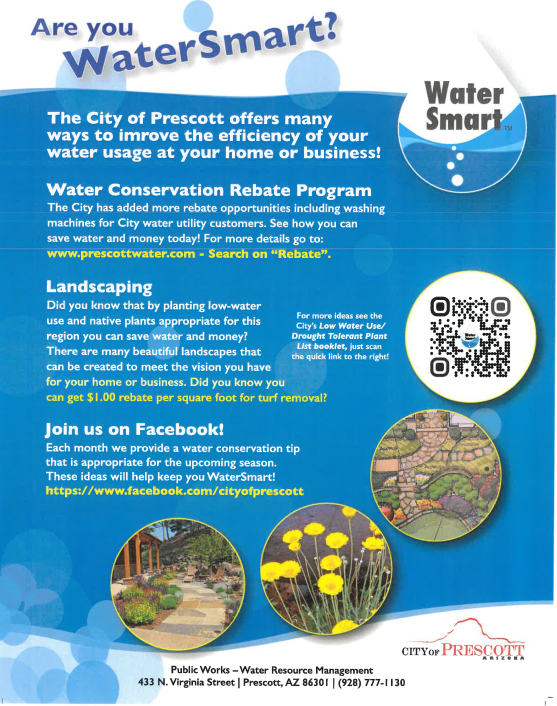 Are you
WaterSmart?
Water
Smart TM
The City of Prescott offers many
ways to imrove the efficiency of your
water usage at your home or business!
Water Conservation Rebate Program
The City has added more rebate opportunities including washing
machines for City water utility customers. See how you can
save water and money today! For more details go to:
www.prescottwater.com - Search on “Rebate”.
Landscaping
Did you know that by planting low-water
use and native plants appropriate for this
region you can save water and money?
There are many beautiful landscapes that
can be created to meet the vision you have
for your home or business. Did you know you
can get $1.00 rebate per square foot for turf removal?
For more ideas see the
City’s Low Water Use/
Drought Tolerant Plant
List booklet, just scan
the quick link to the right!
Water
Smart
Join us on Facebook!
Each month we provide a water conservation tip
that is appropriate for the upcoming season.
These ideas will help keep you WaterSmart!
https://www.facebook.com/cityofprescott
CITY OF PRESCOTT
ARIZONA
Public Works – Water Resource Management
433 N. Virginia Street | Prescott, AZ 86301 | (928) 777-1130